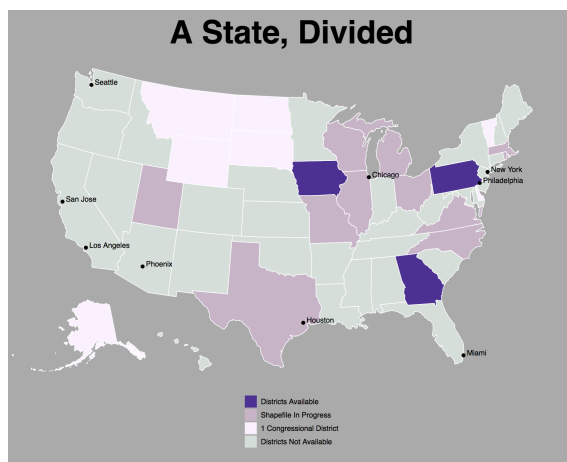 A State, Divided
Seattle
Chicago
New York
Philadelphia
San Jose
Los Angeles
Phoenix
Houston
Miami
Districts Available
Shapefile In Progress
1 Congressional District
Districts Not Available